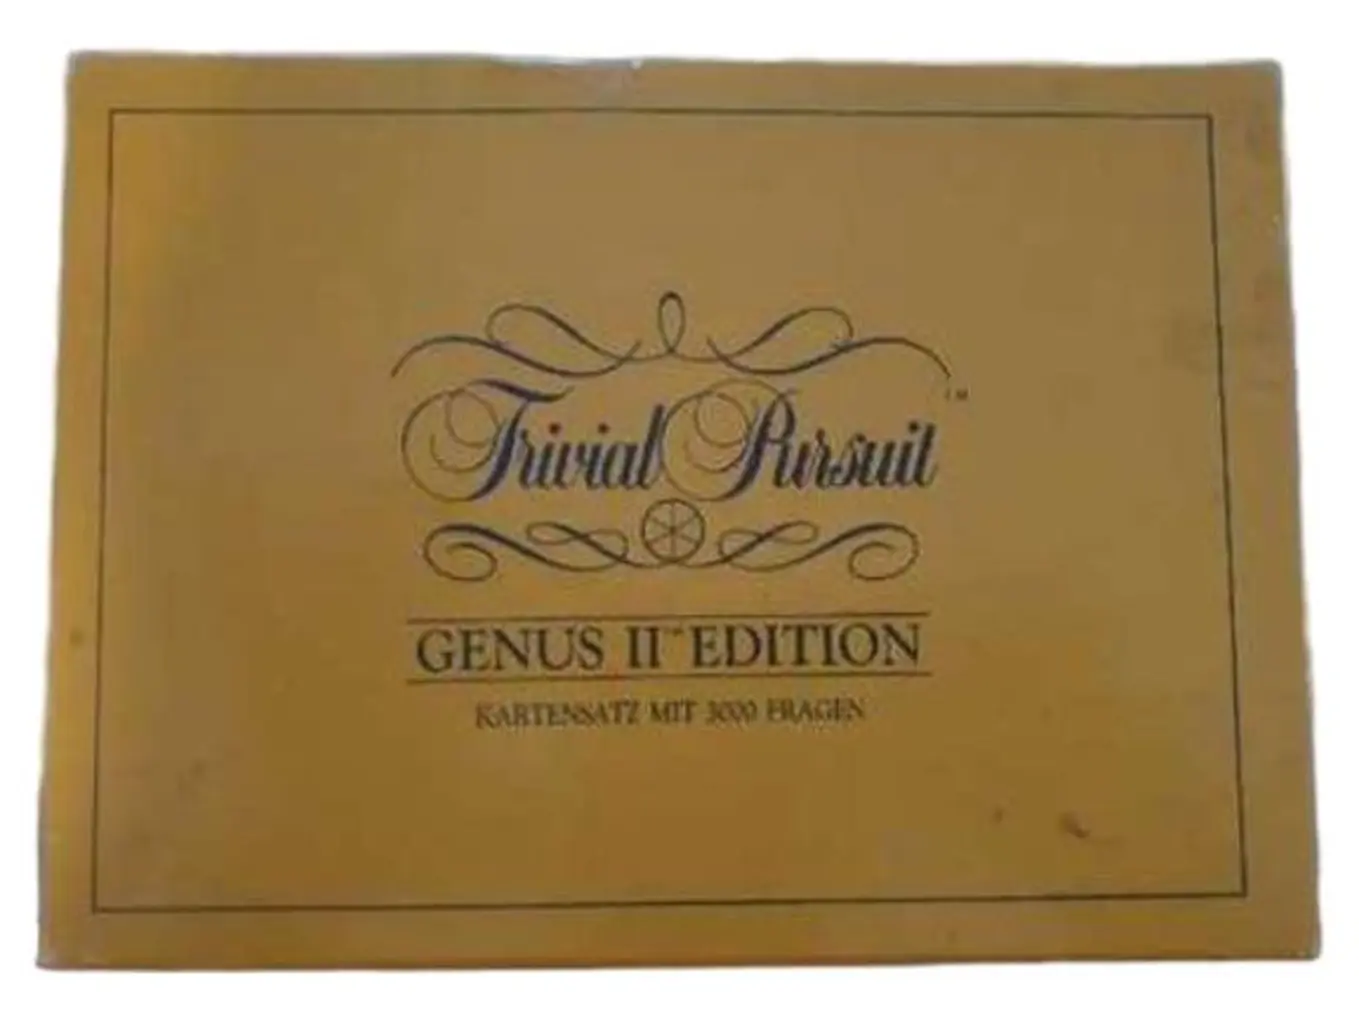 Trivial Pursuit™
GENUS II™ EDITION
KARTENSATZ MIT 3000 FRAGEN